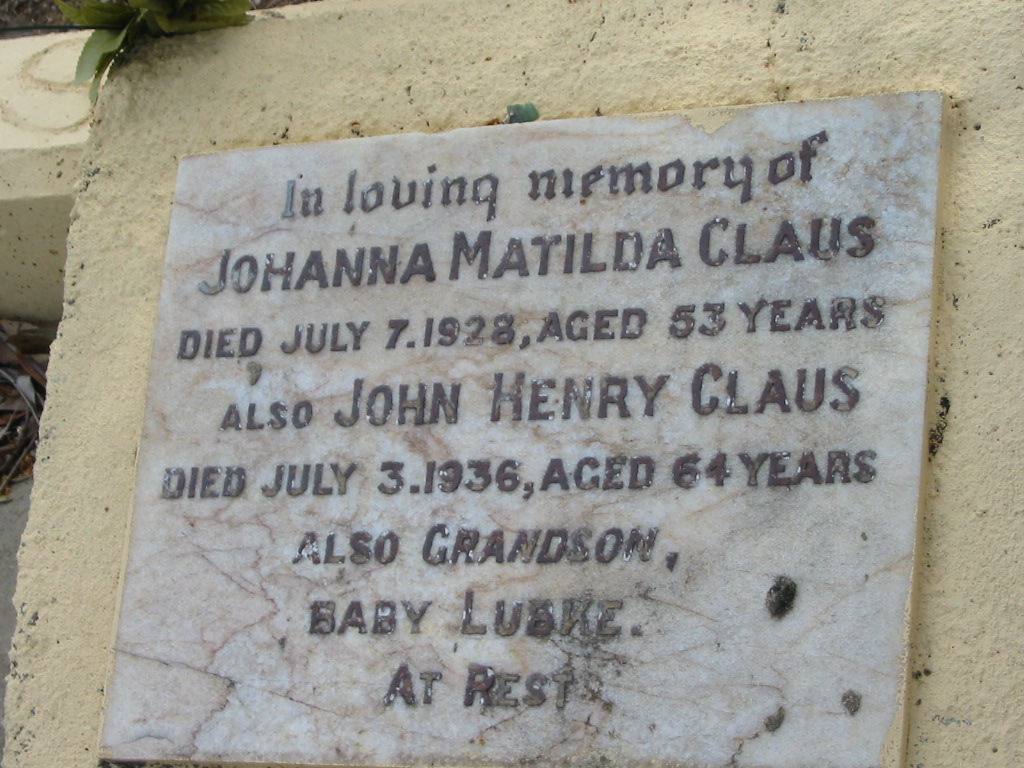 In loving memory of
JOHANNA MATILDA CLAUS
DIED JULY 7.1928, AGED 53 YEARS
ALSO JOHN HENRY CLAUS
DIED JULY 3.1936, AGED 64 YEARS
ALSO GRANDSON,
BABY LUBKE.
AT REST